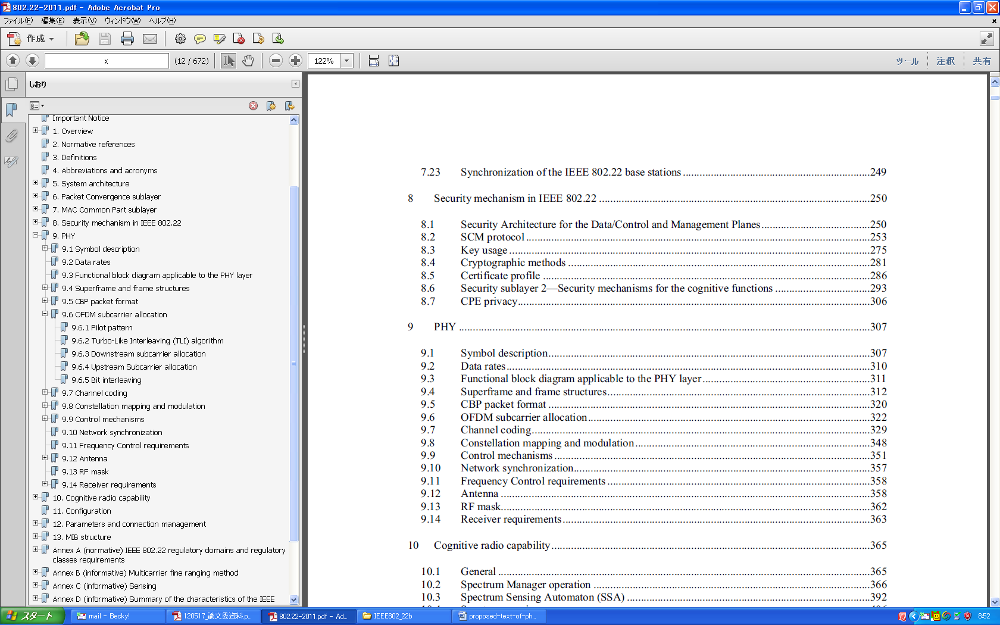 802.22-2011.pdf - Adobe Acrobat Pro
ファイル(F) 編集(E) 表示(V) ウィンドウ(W) ヘルプ(H)
作成
x (12 / 672) 122% ツール 注釈 共有
しおり
Important Notice
1. Overview
2. Normative references
3. Definitions
4. Abbreviations and acronyms
5. System architecture
6. Packet Convergence sublayer
7. MAC Common Part sublayer
8. Security mechanism in IEEE 802.22
9. PHY
9.1 Symbol description
9.2 Data rates
9.3 Functional block diagram applicable to the PHY layer
9.4 Superframe and frame structures
9.5 CBP packet format
9.6 OFDM subcarrier allocation
9.6.1 Pilot pattern
9.6.2 Turbo-Like Interleaving (TLI) algorithm
9.6.3 Downstream subcarrier allocation
9.6.4 Upstream Subcarrier allocation
9.6.5 Bit interleaving
9.7 Channel coding
9.8 Constellation mapping and modulation
9.9 Control mechanisms
9.10 Network synchronization
9.11 Frequency Control requirements
9.12 Antenna
9.13 RF mask
9.14 Receiver requirements
10. Cognitive radio capability
11. Configuration
12. Parameters and connection management
13. MIB structure
Annex A (normative) IEEE 802.22 regulatory domains and regulatory
classes requirements
Annex B (informative) Multicarrier fine ranging method
Annex C (informative) Sensing
Annex D (informative) Summary of the characteristics of the IEEE
7.23 Synchronization of the IEEE 802.22 base stations 249
8 Security mechanism in IEEE 802.22 250
8.1 Security Architecture for the Data/Control and Management Planes 250
8.2 SCM protocol 253
8.3 Key usage 275
8.4 Cryptographic methods 281
8.5 Certificate profile 286
8.6 Security sublayer 2—Security mechanisms for the cognitive functions 293
8.7 CPE privacy 306
9 PHY 307
9.1 Symbol description 307
9.2 Data rates 310
9.3 Functional block diagram applicable to the PHY layer 311
9.4 Superframe and frame structures 312
9.5 CBP packet format 320
9.6 OFDM subcarrier allocation 322
9.7 Channel coding 329
9.8 Constellation mapping and modulation 348
9.9 Control mechanisms 351
9.10 Network synchronization 357
9.11 Frequency Control requirements 358
9.12 Antenna 358
9.13 RF mask 362
9.14 Receiver requirements 363
10 Cognitive radio capability 365
10.1 General 365
10.2 Spectrum Manager operation 366
10.3 Spectrum Sensing Automaton (SSA) 392
スタート mail - Becky! 120517_論文委資料.p... 802.22-2011.pdf - Ad... IEEE802_22b proposed-text-of-ph... 8:52